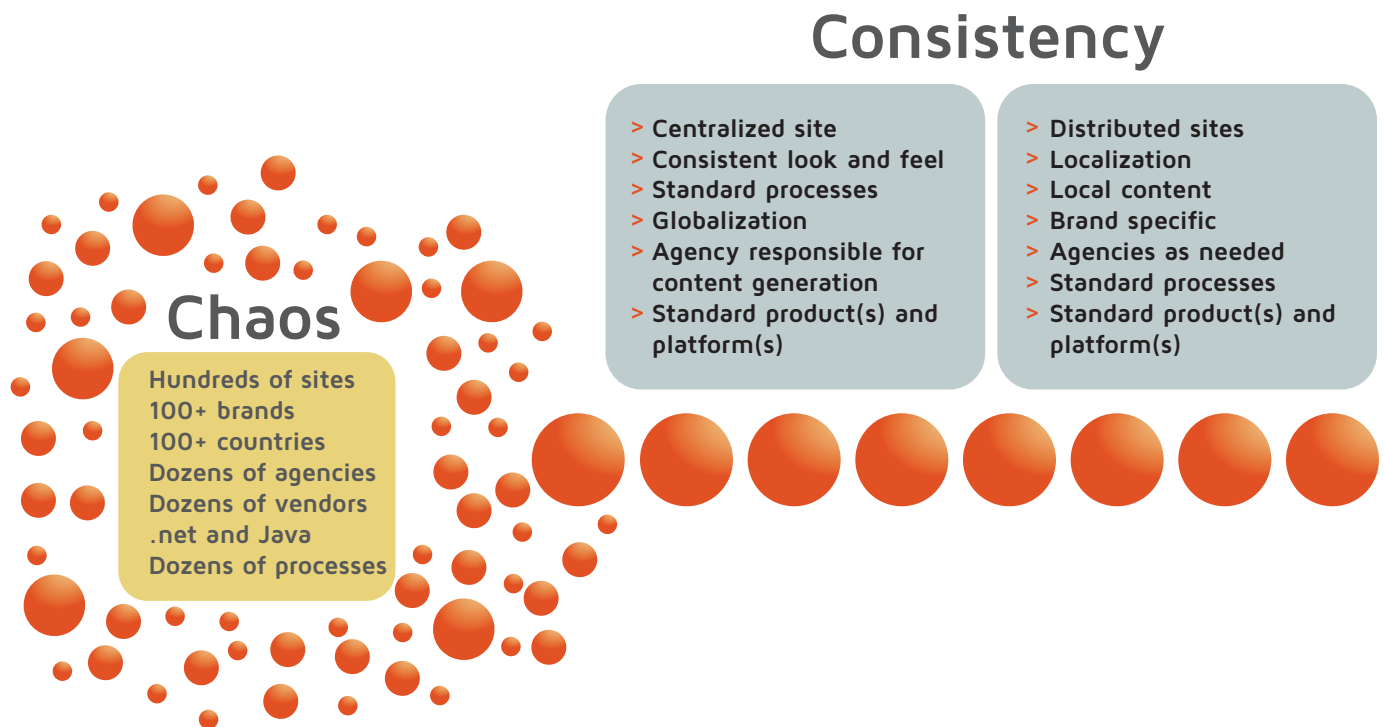 Consistency
> Centralized site
> Consistent look and feel
> Standard processes
> Globalization
> Agency responsible for
content generation
> Standard product(s) and
platform(s)
> Distributed sites
> Localization
> Local content
> Brand specific
> Agencies as needed
> Standard processes
> Standard product(s) and
platform(s)
Chaos
Hundreds of sites
100+ brands
100+ countries
Dozens of agencies
Dozens of vendors
.net and Java
Dozens of processes